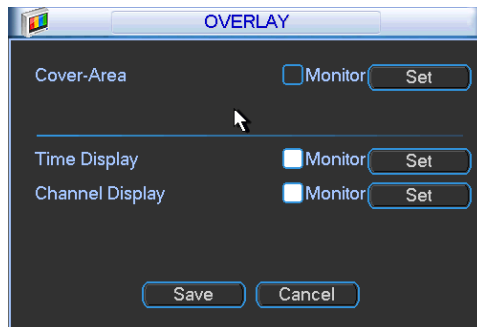 OVERLAY
Cover-Area Monitor Set
Time Display Monitor Set
Channel Display Monitor Set
Save Cancel